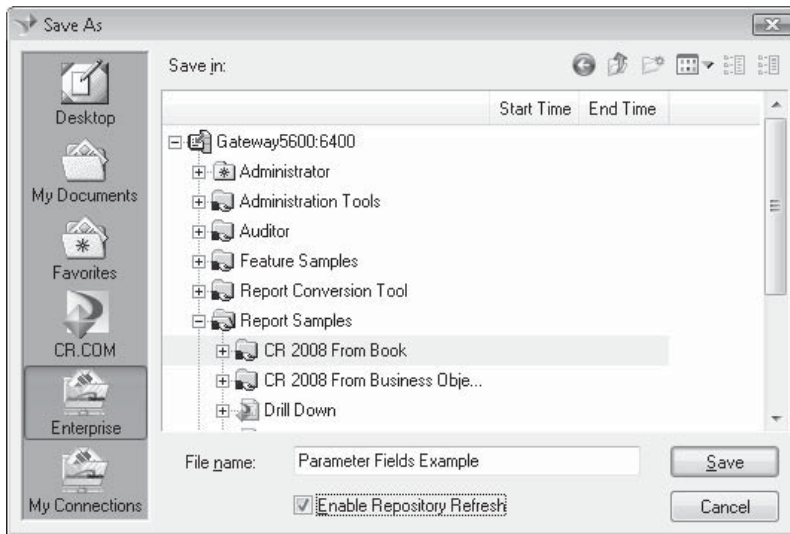 Save As
Save in:
Desktop
My Documents
Favorites
CR.COM
Enterprise
My Connections
Start Time End Time
Gateway5600:6400
Administrator
Administration Tools
Auditor
Feature Samples
Report Conversion Tool
Report Samples
CR 2008 From Book
CR 2008 From Business Obje...
Drill Down
File name: Parameter Fields Example
Save
Enable Repository Refresh
Cancel